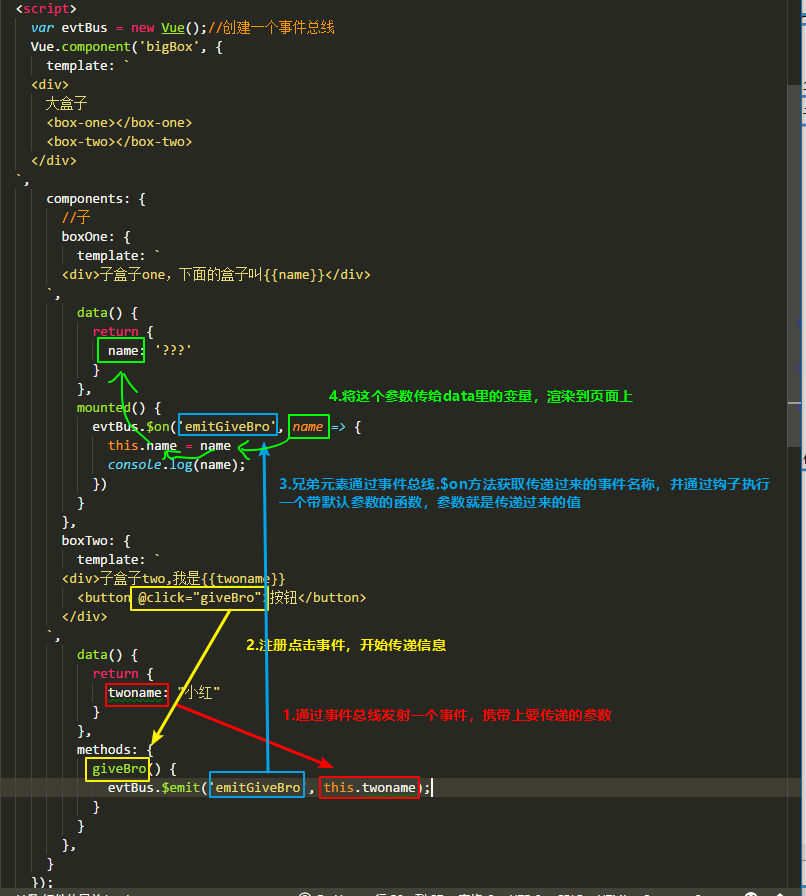 <script>
var evtBus = new Vue();//创建一个事件总线
Vue.component('bigBox', {
template: `
<div>
大盒子
<box-one></box-one>
<box-two></box-two>
</div>
`,
components: {
//子
boxOne: {
template: `
<div>子盒子one，下面的盒子叫{{name}}</div>
`,
data() {
return {
name: '???'
}
},
mounted() {
4.将这个参数传给data里的变量，渲染到页面上
evtBus.$on('emitGiveBro', name => {
this.name = name
console.log(name);
})
3.兄弟元素通过事件总线.$on方法获取传递过来的事件名称，并通过钩子执行
一个带默认参数的函数，参数就是传递过来的值
}
},
boxTwo: {
template: `
<div>子盒子two,我是{{twoname}}
<button @click="giveBro">按钮</button>
</div>
`,
2.注册点击事件，开始传递信息
data() {
return {
twoname: "小红"
}
1.通过事件总线发射一个事件，携带上要传递的参数
},
methods: {
giveBro() {
evtBus.$emit('emitGiveBro', this.twoname);
}
}
},
}
});